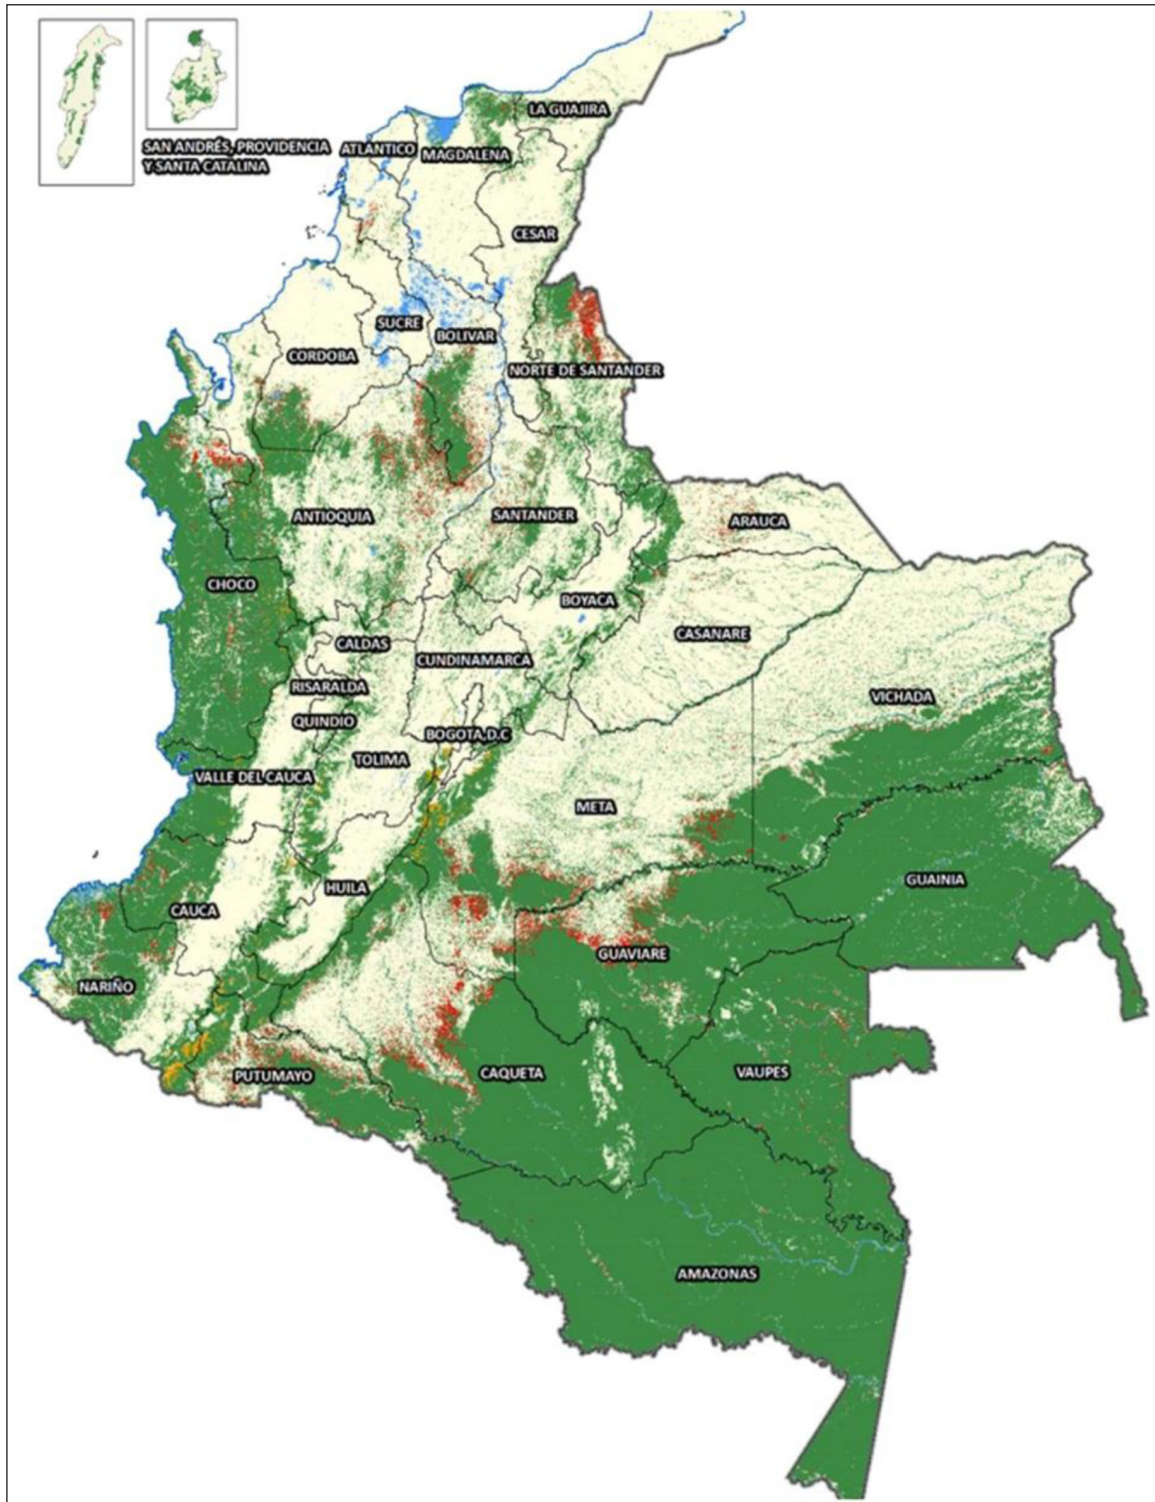 LA GUAJIRA
SAN ANDRÉS, PROVIDENCIA
Y SANTA CATALINA
ATLANTICO
MAGDALENA
CESAR
SUCRE
BOLIVAR
CORDOBA
NORTE DE SANTANDER
ANTIOQUIA
SANTANDER
ARAUCA
CHOCO
BOYACA
CASANARE
CALDAS
CUNDINAMARCA
RISARALDA
VICHADA
QUINDIO
BOGOTA,D.C
TOLIMA
VALLE DEL CAUCA
META
GUAINIA
HUILA
CAUCA
GUAVIARE
NARIÑO
PUTUMAYO
CAQUETA
VAUPES
AMAZONAS